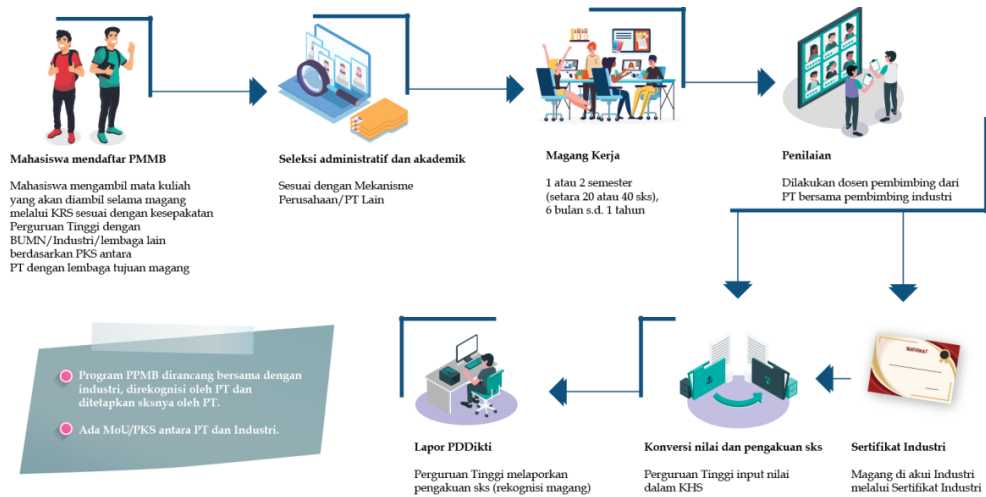 Mahasiswa mendaftar PMMB
Mahasiswa mengambil mata kuliah
yang akan diambil selama magang
melalui KRS sesuai dengan kesepakatan
Perguruan Tinggi dengan
BUMN/Industri/lembaga lain
berdasarkan PKS antara
PT dengan lembaga tujuan magang
Seleksi administratif dan akademik
Sesuai dengan Mekanisme
Perusahaan/PT Lain
Magang Kerja
1 atau 2 semester
(setara 20 atau 40 sks),
6 bulan s.d. 1 tahun
Penilaian
Dilakukan dosen pembimbing dari
PT bersama pembimbing industri
SERTIFIKAT
Sertifikat Industri
Magang di akui Industri
melalui Sertifikat Industri
Konversi nilai dan pengakuan sks
Perguruan Tinggi input nilai
dalam KHS
Lapor PDDikti
Perguruan Tinggi melaporkan
pengakuan sks (rekognisi magang)
Program PPMB dirancang bersama dengan
industri, direkognisi oleh PT dan
ditetapkan sksnya oleh PT.
Ada MoU/PKS antara PT dan Industri.